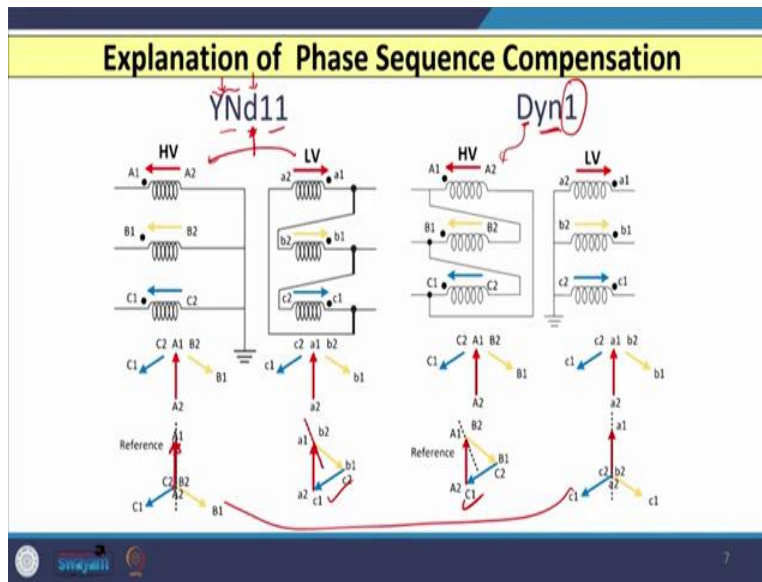 Explanation of Phase Sequence Compensation
YNd11 Dyn1
HV LV HV LV
A1 A2 a2 a1 A1 A2 a2 a1
B1 B2 b2 b1 B1 B2 b2 b1
C1 C2 c2 c1 C1 C2 c2 c1
C2 A1 B2 c2 a1 b2 C2 A1 B2 c2 a1 b2
C1 B1 c1 b1 C1 B1 c1 b1
A2 a2 A2 a2
Reference A1 a1 b2 Reference A1 B2 a1
C2 B2 A2 b1 c2 B1 C2 c2 b2 a2
C1 B1 a2 c1 A2 C1 c1 c1
swayam 7